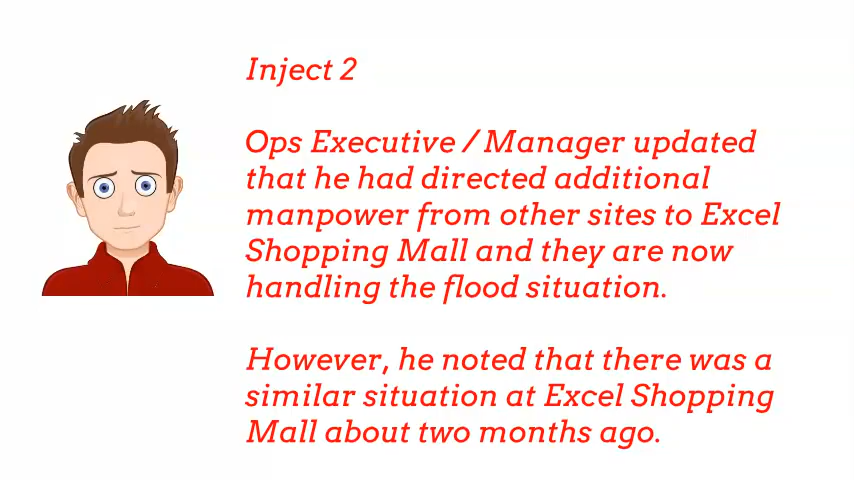 Inject 2
Ops Executive / Manager updated
that he had directed additional
manpower from other sites to Excel
Shopping Mall and they are now
handling the flood situation.
However, he noted that there was a
similar situation at Excel Shopping
Mall about two months ago.